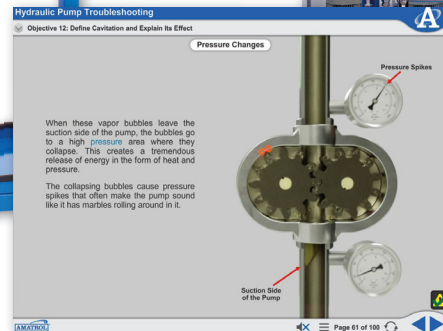 Hydraulic Pump Troubleshooting
Objective 12: Define Cavitation and Explain Its Effect
Pressure Changes
Pressure Spikes
When these vapor bubbles leave the
suction side of the pump, the bubbles go
to a high pressure area where they
collapse. This creates a tremendous
release of energy in the form of heat and
pressure.
The collapsing bubbles cause pressure
spikes that often make the pump sound
like it has marbles rolling around in it.
Suction Side
of the Pump
AMATROL
Page 61 of 100